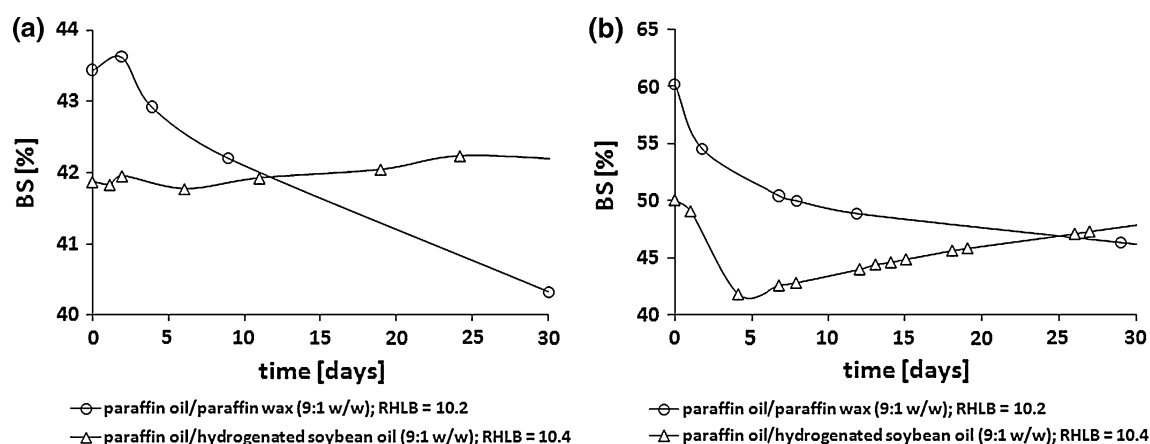 (a)
44
43
42
41
40
BS [%]
0 5 10 15 20 25 30
time [days]
paraffin oil/paraffin wax (9:1 w/w); RHLB = 10.2
paraffin oil/hydrogenated soybean oil (9:1 w/w); RHLB = 10.4
(b)
65
60
55
50
45
40
BS [%]
0 5 10 15 20 25 30
time [days]
paraffin oil/paraffin wax (9:1 w/w); RHLB = 10.2
paraffin oil/hydrogenated soybean oil (9:1 w/w); RHLB = 10.4